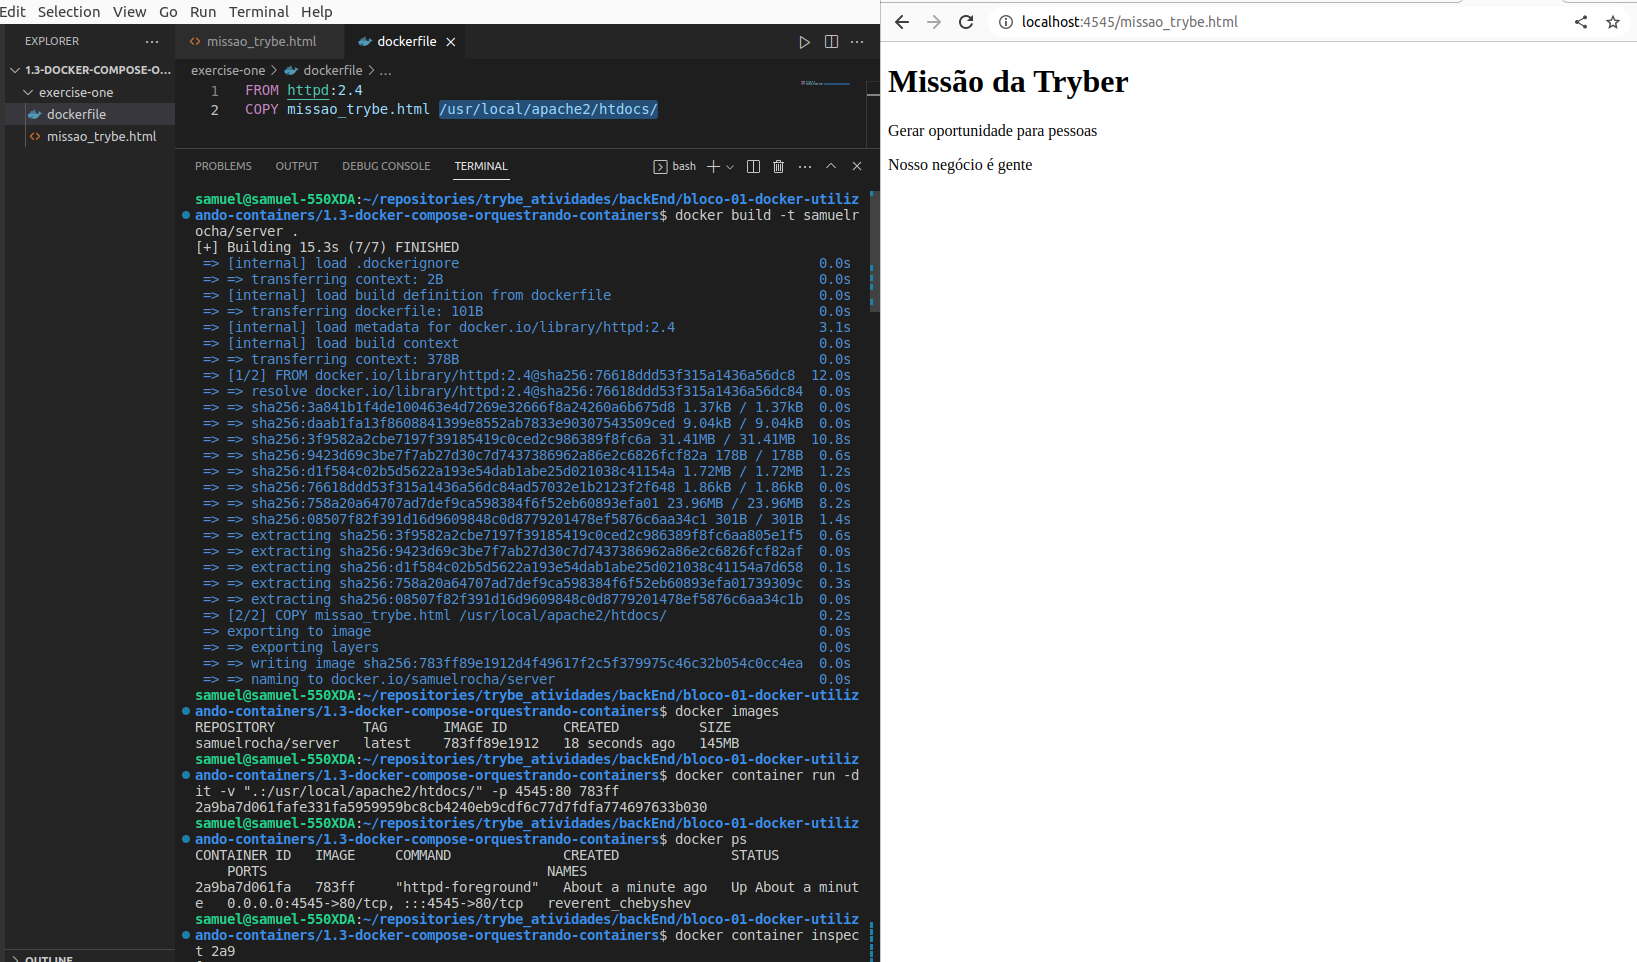 Edit Selection View Go Run Terminal Help
EXPLORER ...
1.3-DOCKER-COMPOSE-O...
exercise-one
dockerfile
missao_trybe.html
OUTLINE
missao_trybe.html dockerfile
exercise-one > dockerfile > ...
1 FROM httpd:2.4
2 COPY missao_trybe.html /usr/local/apache2/htdocs/
PROBLEMS OUTPUT DEBUG CONSOLE TERMINAL bash
samuel@samuel-550XDA:~/repositories/trybe_atividades/backEnd/bloco-01-docker-utiliz
ando-containers/1.3-docker-compose-orquestrando-containers$ docker build -t samuelr
ocha/server .
[+] Building 15.3s (7/7) FINISHED
=> [internal] load .dockerignore 0.0s
=> => transferring context: 2B 0.0s
=> [internal] load build definition from dockerfile 0.0s
=> => transferring dockerfile: 101B 0.0s
=> [internal] load metadata for docker.io/library/httpd:2.4 3.1s
=> [internal] load build context 0.0s
=> => transferring context: 378B 0.0s
=> [1/2] FROM docker.io/library/httpd:2.4@sha256:76618ddd53f315a1436a56dc8 12.0s
=> => resolve docker.io/library/httpd:2.4@sha256:76618ddd53f315a1436a56dc84 0.0s
=> => sha256:3a841b1f4de100463e4d7269e32666f8a24260a6b675d8 1.37kB / 1.37kB 0.0s
=> => sha256:daab1fa13f8608841399e8552ab7833e90307543509ced 9.04kB / 9.04kB 0.0s
=> => sha256:3f9582a2cbe7197f39185419c0ced2c986389f8fc6a 31.41MB / 31.41MB 10.8s
=> => sha256:9423d69c3be7f7ab27d30c7d7437386962a86e2c6826fcf82a 178B / 178B 0.6s
=> => sha256:d1f584c02b5d5622a193e54dab1abe25d021038c41154a 1.72MB / 1.72MB 1.2s
=> => sha256:76618ddd53f315a1436a56dc84ad57032e1b2123f2f648 1.86kB / 1.86kB 0.0s
=> => sha256:758a20a64707ad7def9ca598384f6f52eb60893efa01 23.96MB / 23.96MB 8.2s
=> => sha256:08507f82f391d16d9609848c0d8779201478ef5876c6aa34c1 301B / 301B 1.4s
=> => extracting sha256:3f9582a2cbe7197f39185419c0ced2c986389f8fc6aa805e1f5 0.6s
=> => extracting sha256:9423d69c3be7f7ab27d30c7d7437386962a86e2c6826fcf82af 0.0s
=> => extracting sha256:d1f584c02b5d5622a193e54dab1abe25d021038c41154a7d658 0.1s
=> => extracting sha256:758a20a64707ad7def9ca598384f6f52eb60893efa01739309c 0.3s
=> => extracting sha256:08507f82f391d16d9609848c0d8779201478ef5876c6aa34c1b 0.0s
=> [2/2] COPY missao_trybe.html /usr/local/apache2/htdocs/ 0.2s
=> exporting to image 0.0s
=> => exporting layers 0.0s
=> => writing image sha256:783ff89e1912d4f49617f2c5f379975c46c32b054c0cc4ea 0.0s
=> => naming to docker.io/samuelrocha/server 0.0s
samuel@samuel-550XDA:~/repositories/trybe_atividades/backEnd/bloco-01-docker-utiliz
ando-containers/1.3-docker-compose-orquestrando-containers$ docker images
REPOSITORY TAG IMAGE ID CREATED SIZE
samuelrocha/server latest 783ff89e1912 18 seconds ago 145MB
samuel@samuel-550XDA:~/repositories/trybe_atividades/backEnd/bloco-01-docker-utiliz
ando-containers/1.3-docker-compose-orquestrando-containers$ docker container run -d
it -v ".:/usr/local/apache2/htdocs/" -p 4545:80 783ff
2a9ba7d061fafe331fa5959959bc8cb4240eb9cdf6c77d7fdfa774697633b030
samuel@samuel-550XDA:~/repositories/trybe_atividades/backEnd/bloco-01-docker-utiliz
ando-containers/1.3-docker-compose-orquestrando-containers$ docker ps
CONTAINER ID IMAGE COMMAND CREATED STATUS
PORTS NAMES
2a9ba7d061fa 783ff "httpd-foreground" About a minute ago Up About a minut
e 0.0.0.0:4545->80/tcp, :::4545->80/tcp reverent_chebyshev
samuel@samuel-550XDA:~/repositories/trybe_atividades/backEnd/bloco-01-docker-utiliz
ando-containers/1.3-docker-compose-orquestrando-containers$ docker container inspec
t 2a9
localhost:4545/missao_trybe.html
Missão da Tryber
Gerar oportunidade para pessoas
Nosso negócio é gente